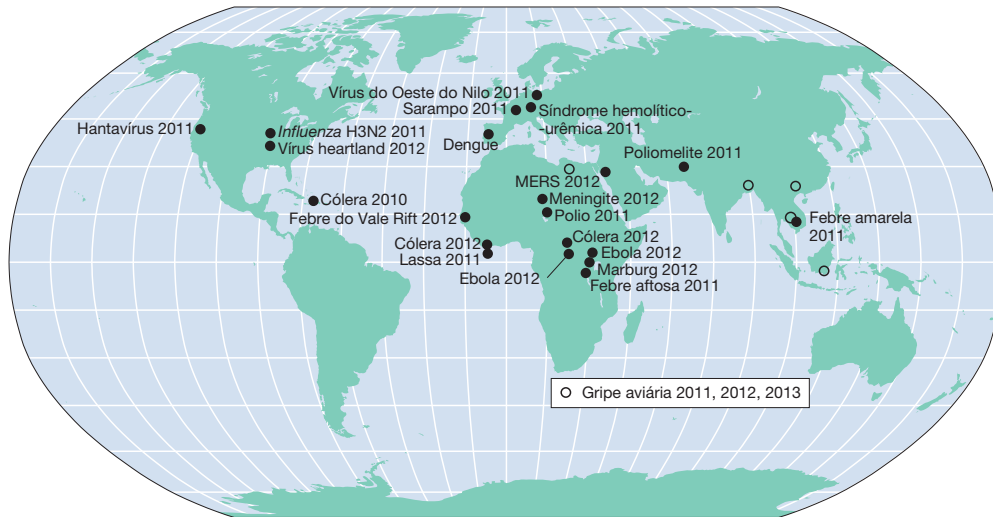 Vírus do Oeste do Nilo 2011
Sarampo 2011
Síndrome hemolítico-
-urêmica 2011
Hantavírus 2011
Influenza H3N2 2011
Vírus heartland 2012
Dengue
Poliomelite 2011
MERS 2012
Cólera 2010
Meningite 2012
Febre do Vale Rift 2012
Polio 2011
Febre amarela
2011
Cólera 2012
Cólera 2012
Lassa 2011
Ebola 2012
Ebola 2012
Marburg 2012
Febre aftosa 2011
Gripe aviária 2011, 2012, 2013